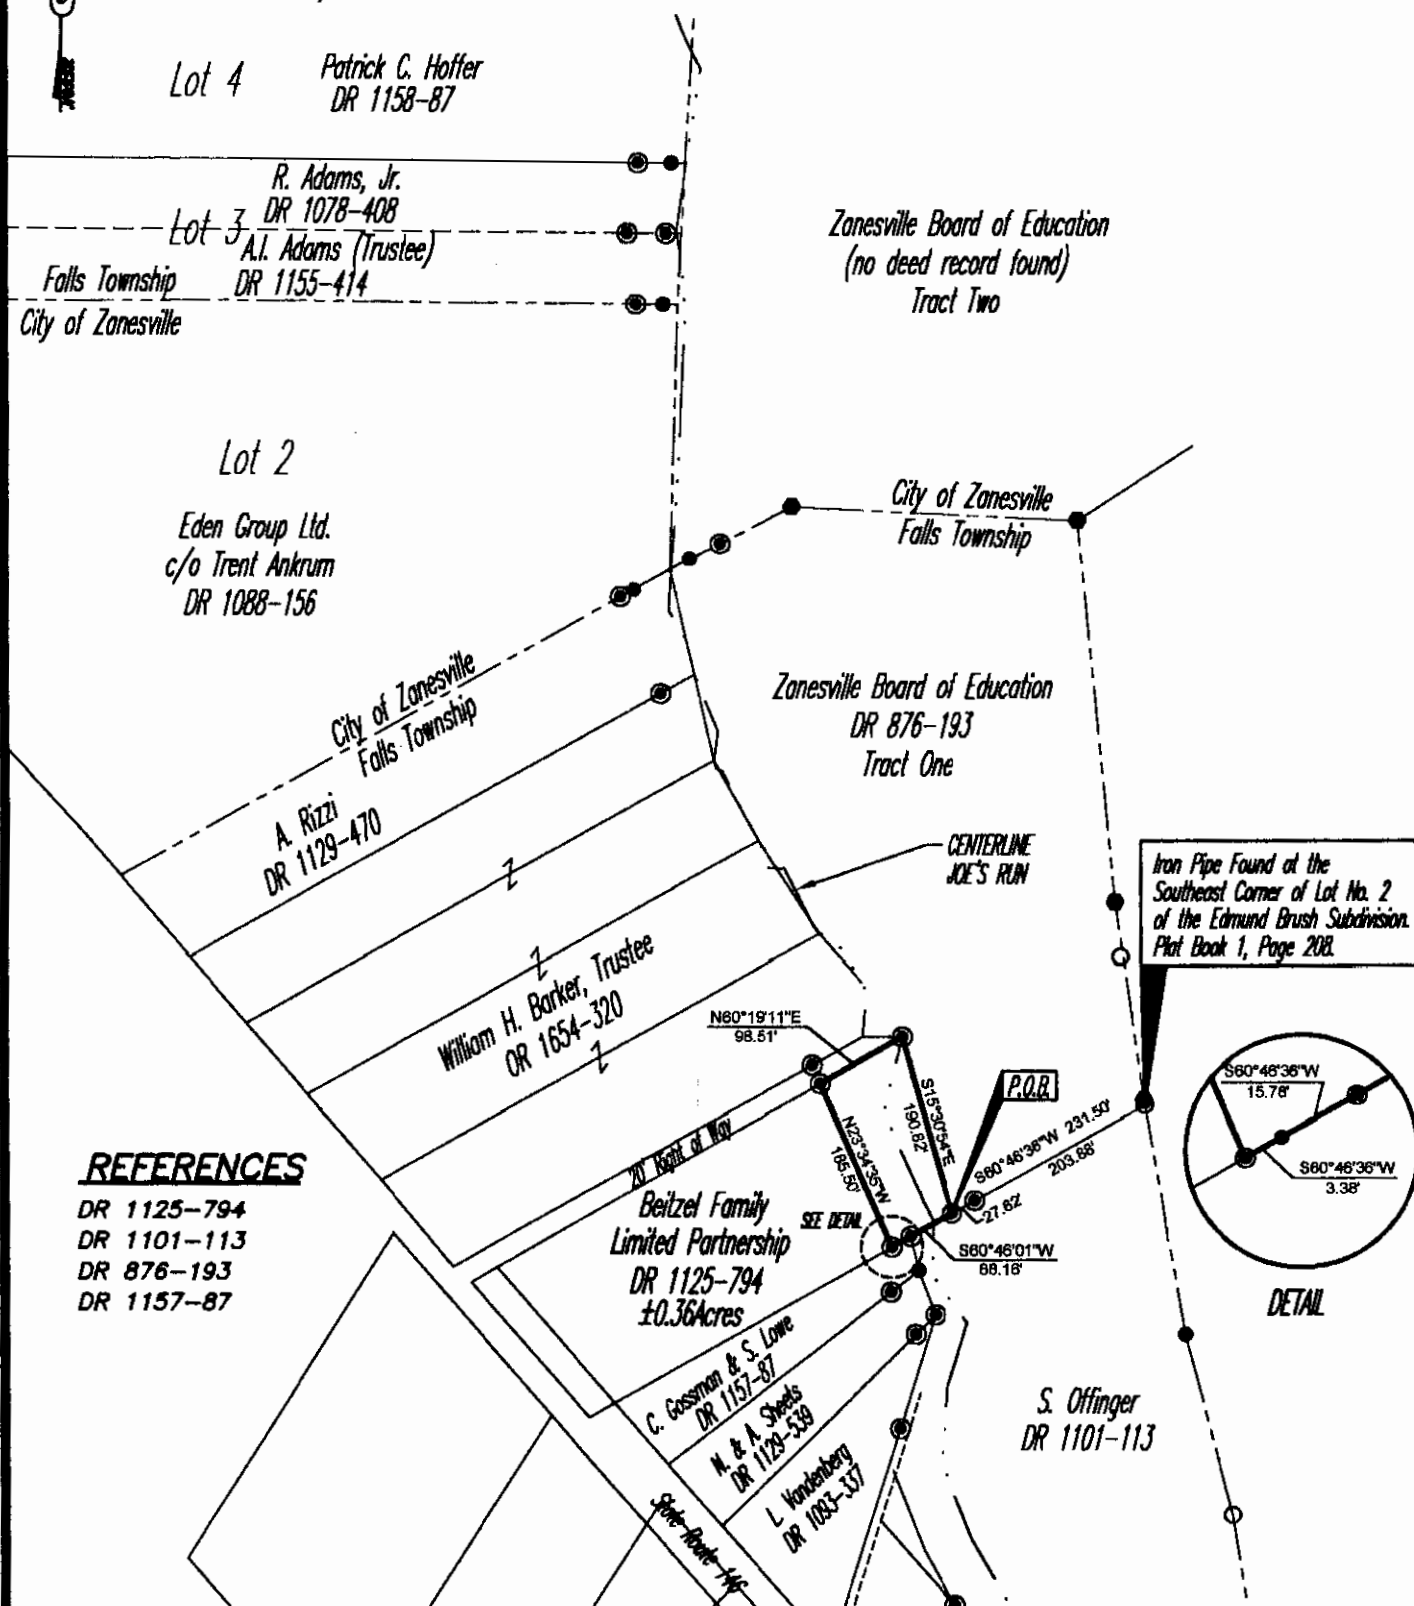 Lot 4
Patrick C. Hoffer
DR 1158-87
R. Adams, Jr.
DR 1078-408
Lot 3
A.I. Adams (Trustee)
DR 1155-414
Falls Township
City of Zanesville
Zanesville Board of Education
(no deed record found)
Tract Two
Lot 2
Eden Group Ltd.
c/o Trent Ankrum
DR 1088-156
City of Zanesville
Falls Township
City of Zanesville
Falls Township
Zanesville Board of Education
DR 876-193
Tract One
A. Rizzi
DR 1129-470
CENTERLINE
JOE'S RUN
Iron Pipe Found at the
Southeast Corner of Lot No. 2
of the Edmund Brush Subdivision.
Plat Book 1, Page 208.
William H. Barker, Trustee
OR 1654-320
N60°19'11"E
98.51'
S15°30'54"E
190.82'
P.O.B.
N23°34'35"W
185.50'
S60°46'36"W 231.50'
203.88'
27.62'
S60°46'01"W
68.16'
S60°46'36"W
15.78'
S60°46'36"W
3.38'
DETAIL
20' Right of Way
SEE DETAIL
REFERENCES
DR 1125-794
DR 1101-113
DR 876-193
DR 1157-87
Beitzel Family
Limited Partnership
DR 1125-794
±0.36Acres
C. Gossman & S. Lowe
DR 1157-87
M. & A. Sheets
DR 1129-539
L. Vandenberg
DR 1093-337
S. Offinger
DR 1101-113
State Route 146